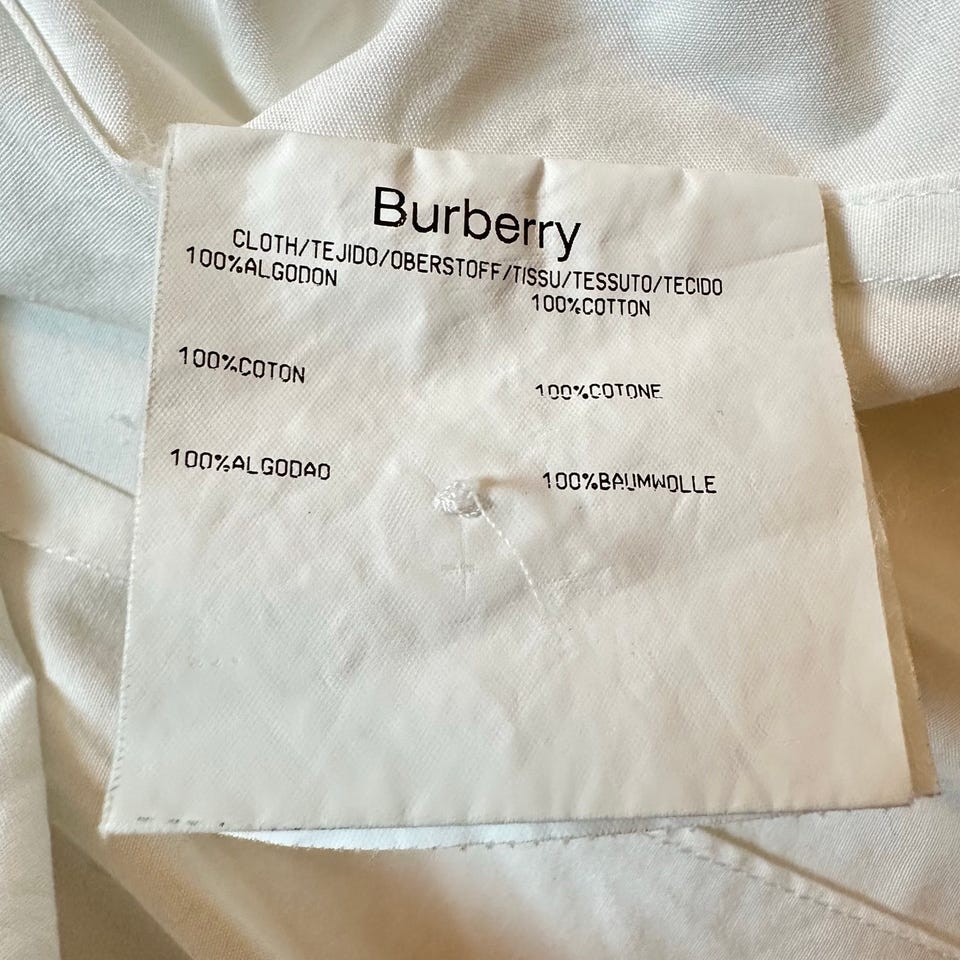 Burberry
CLOTH/TEJIDO/OBERSTOFF/TISSU/TESSUTO/TECIDO
100%ALGODON
100%COTTON
100%COTON
100%COTONE
100%ALGODAO
100%BAUMWOLLE